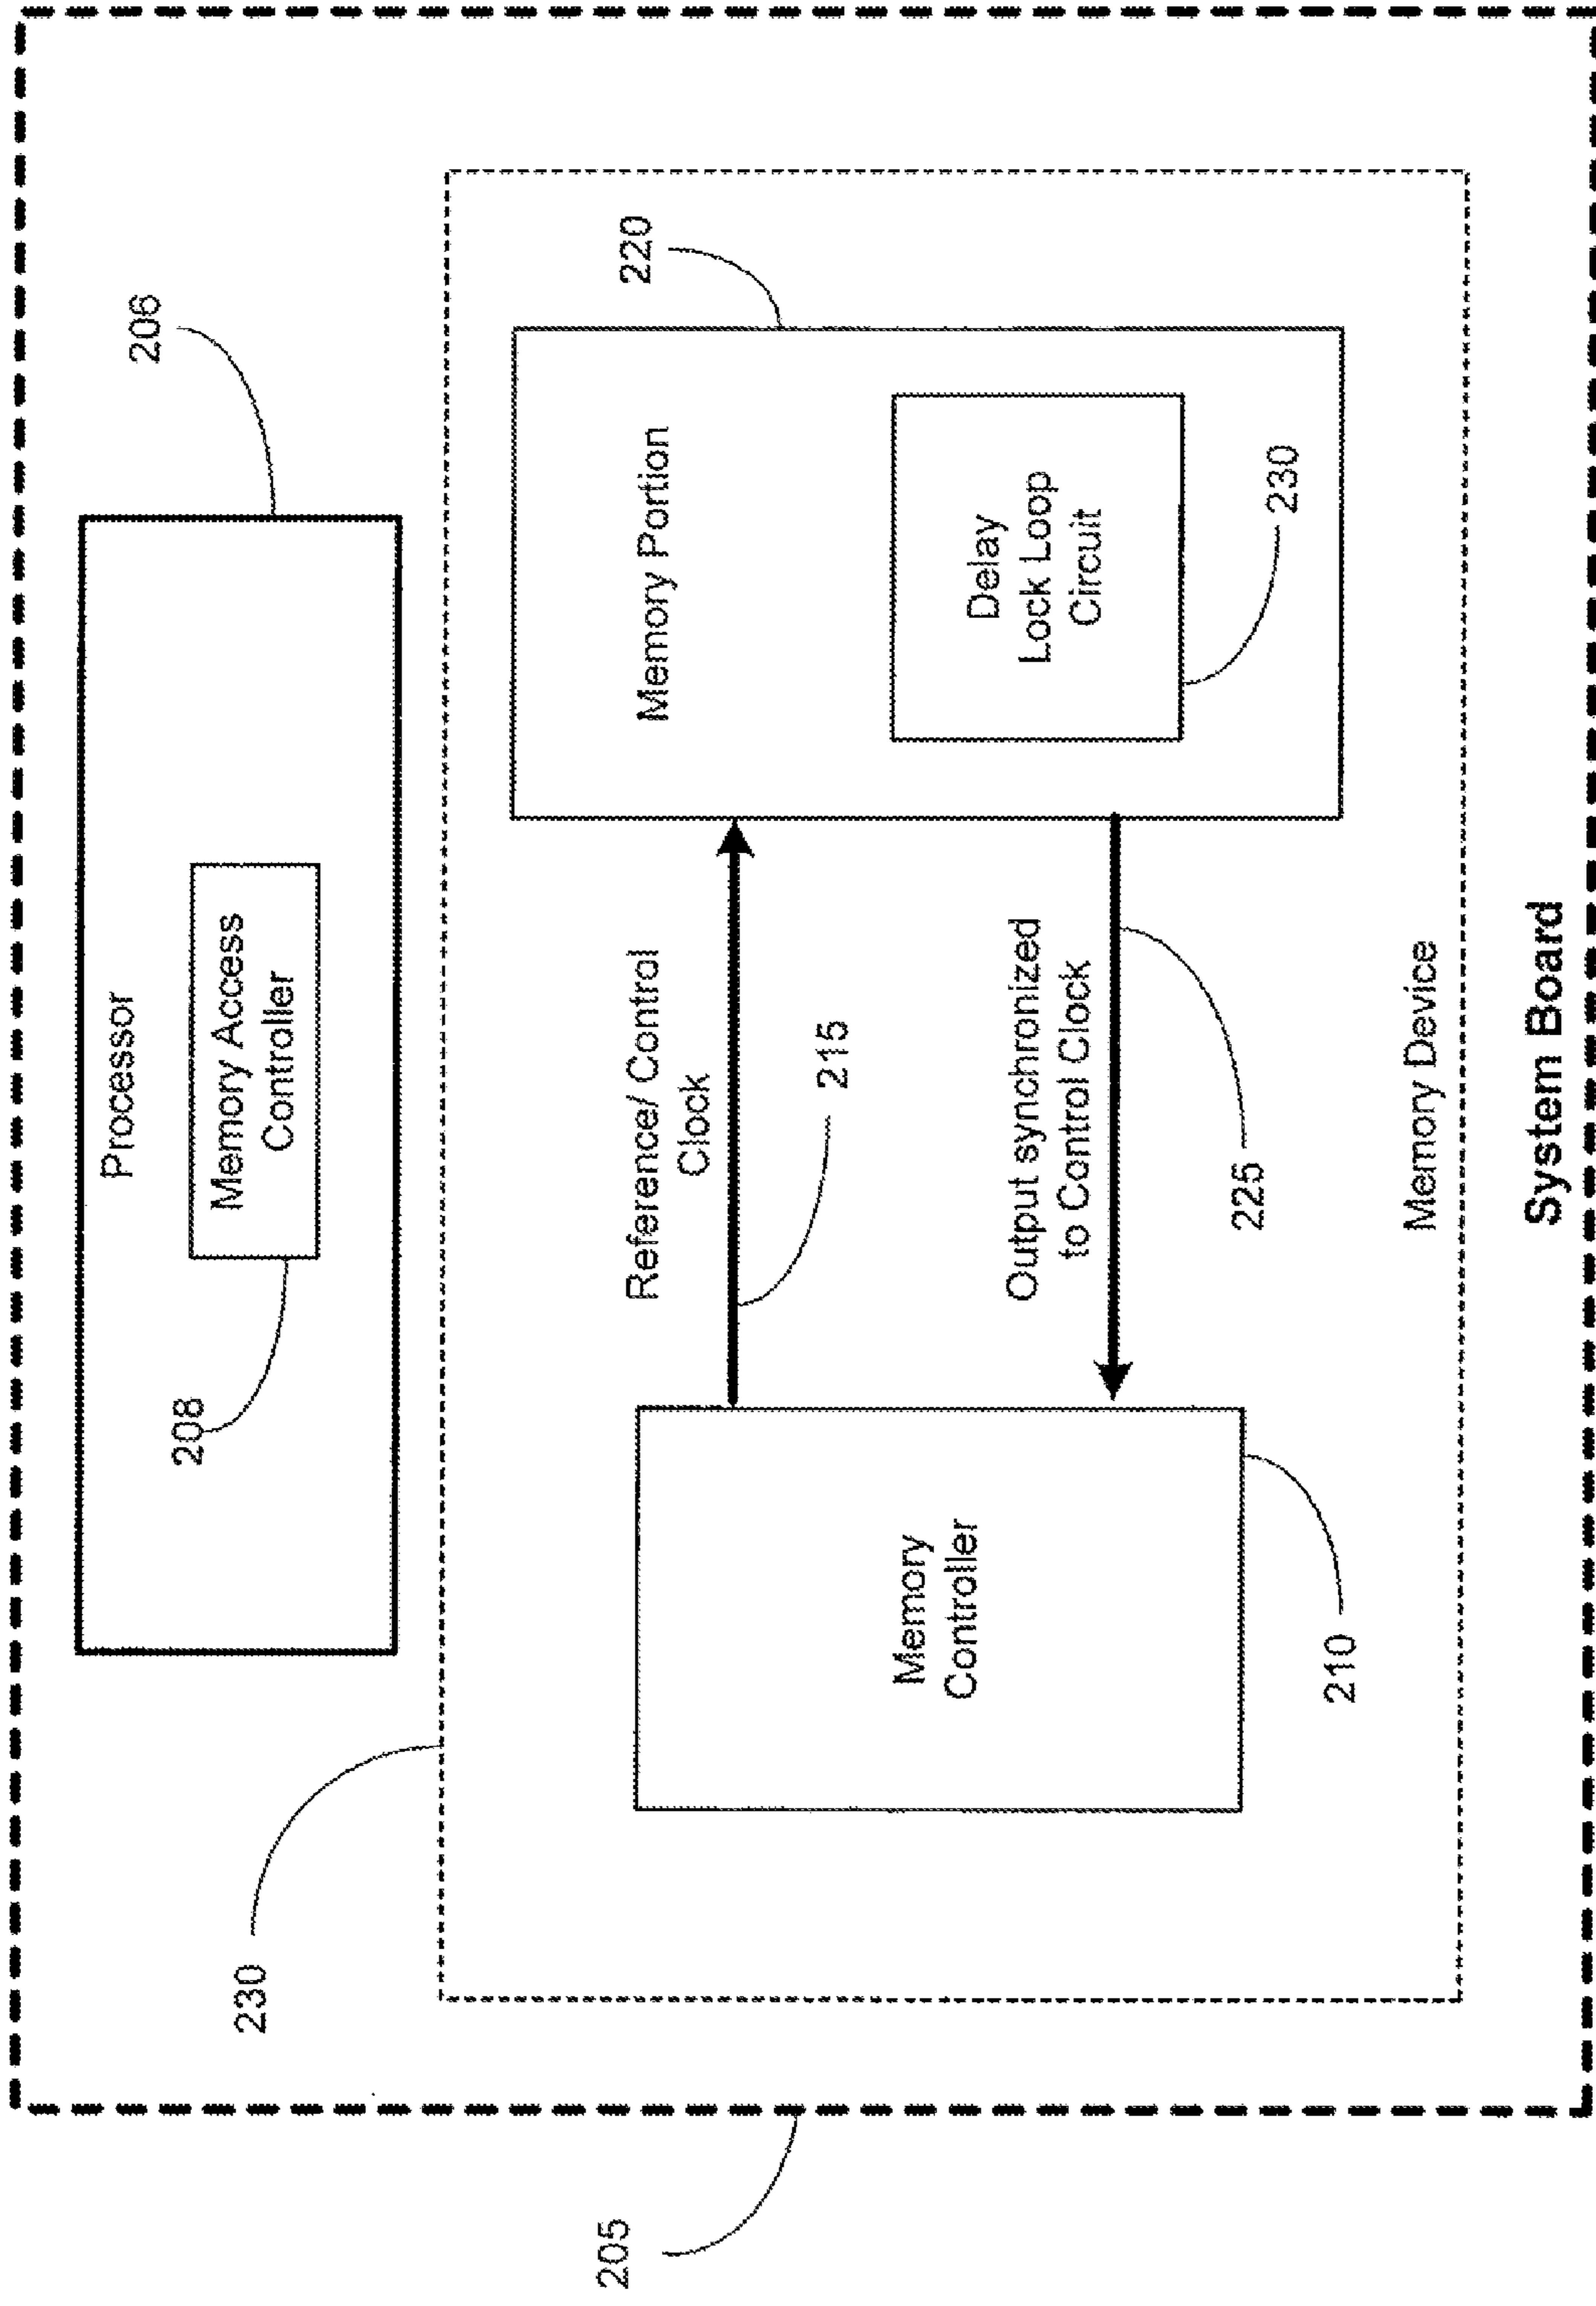 206
Processor
208
Memory Access
Controller
230
220
Memory Portion
Reference/ Control
Clock
215
Delay
Lock Loop
Circuit
230
Memory
Controller
Output synchronized
to Control Clock
225
210
Memory Device
205
System Board